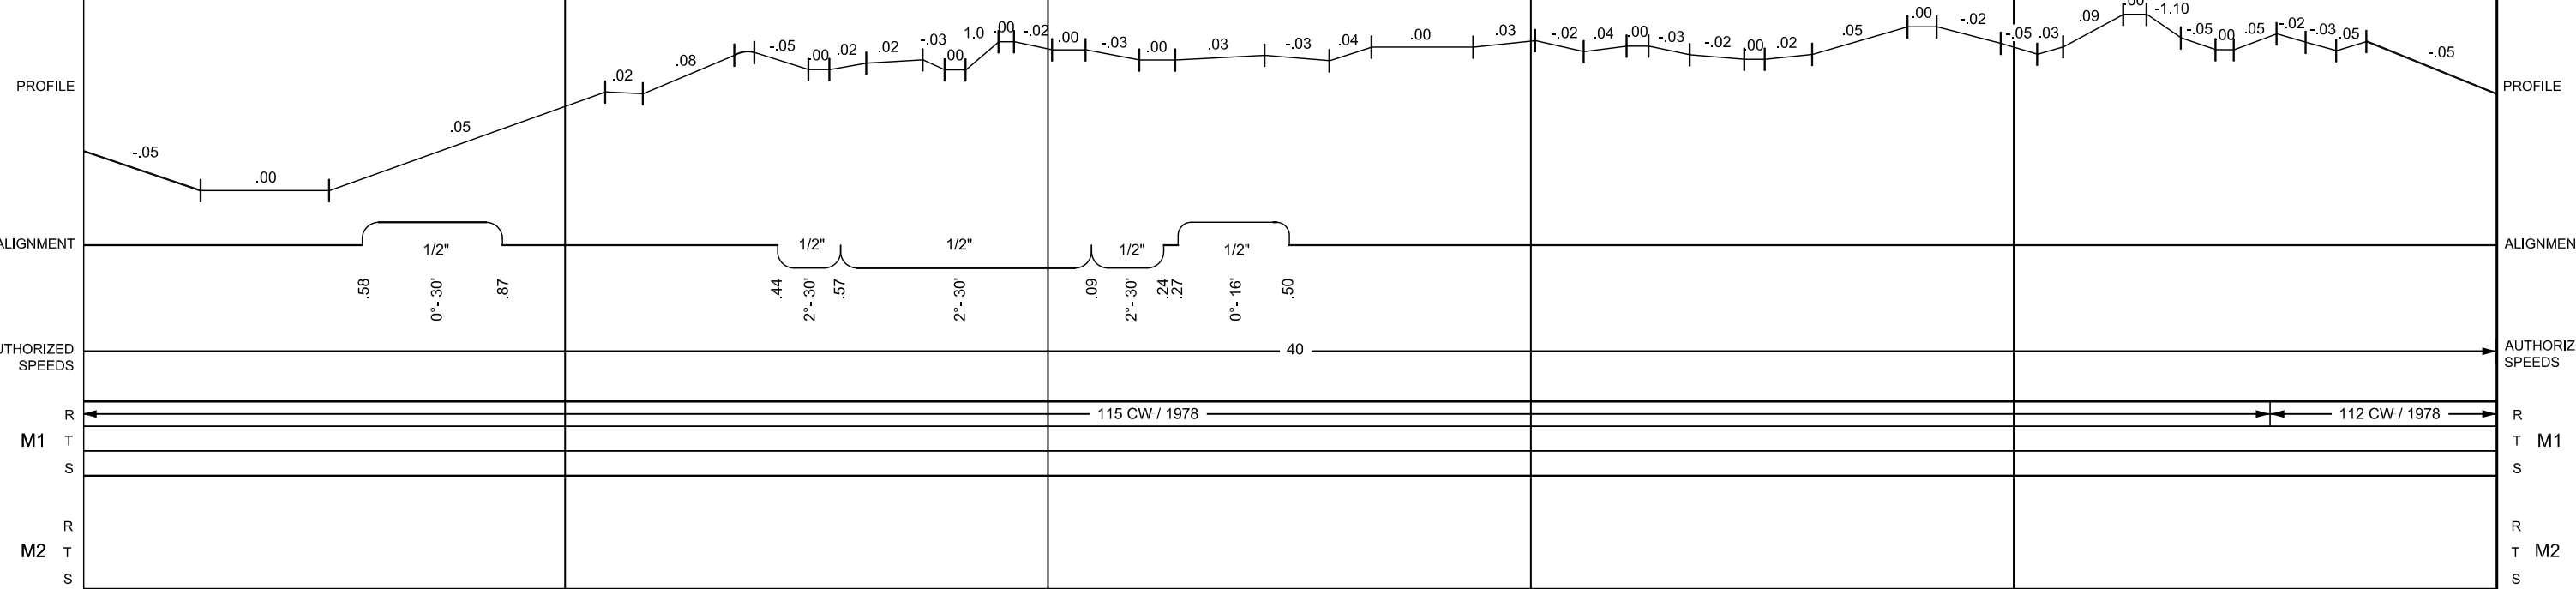 .00
-1.10
.09
.00
-.02
1.0
.00
-.02
.05
-.02
-.05
.03
-.05
.00
.05
-.03
.05
-.05
-.03
.00
.00
-.03
.00
.03
-.03
.04
.00
.03
-.02
.04
.00
-.03
-.02
.00
.02
.05
-.05
.00
.02
.02
.08
.02
PROFILE
PROFILE
.05
-.05
.00
ALIGNMENT
1/2"
1/2"
1/2"
1/2"
1/2"
ALIGNMEN
.58
0°- 30'
.87
.44
2°- 30'
.57
2°- 30'
.09
2°- 30'
.24
.27
0°- 16'
.50
UTHORIZED
SPEEDS
40
AUTHORIZ
SPEEDS
R
115 CW / 1978
112 CW / 1978
R
M1 T
T M1
S
S
R
R
M2 T
T M2
S
S